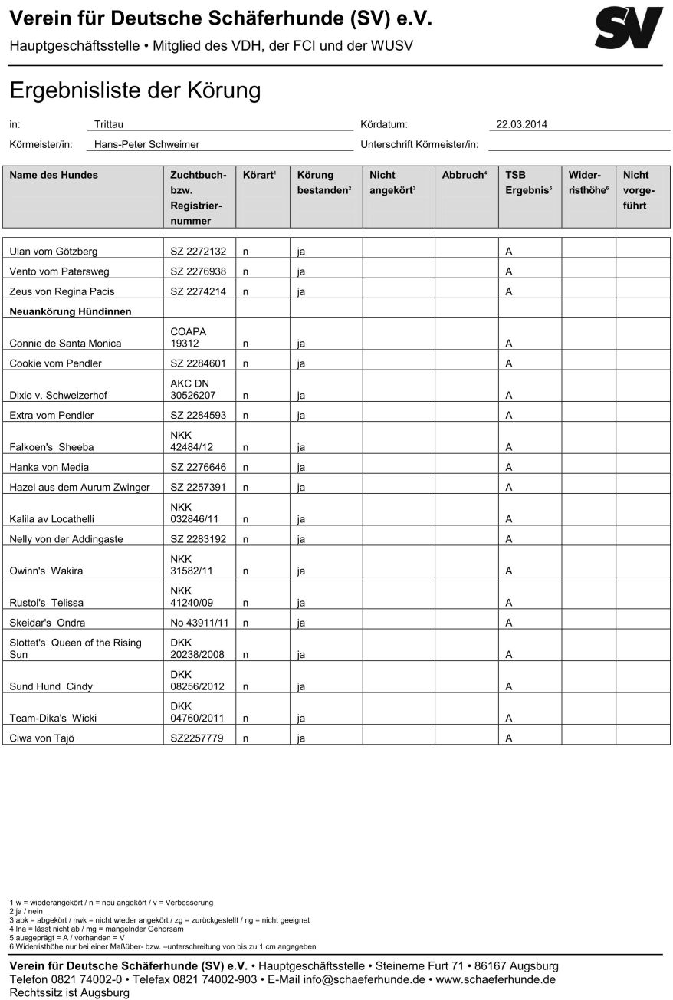 Verein für Deutsche Schäferhunde (SV) e.V.
SV
Hauptgeschäftsstelle • Mitglied des VDH, der FCI und der WUSV
Ergebnisliste der Körung
in: Trittau Kördatum: 22.03.2014
Körmeister/in: Hans-Peter Schweimer Unterschrift Körmeister/in:
Name des Hundes Zuchtbuch- Körart¹ Körung Nicht Abbruch⁴ TSB Wider- Nicht
bzw. bestanden² angekört³ Ergebnis⁵ risthöhe⁶ vorge-
Registrier- führt
nummer
Ulan vom Götzberg SZ 2272132 n ja A
Vento vom Patersweg SZ 2276938 n ja A
Zeus von Regina Pacis SZ 2274214 n ja A
Neuankörung Hündinnen
COAPA
Connie de Santa Monica 19312 n ja A
Cookie vom Pendler SZ 2284601 n ja A
AKC DN
Dixie v. Schweizerhof 30526207 n ja A
Extra vom Pendler SZ 2284593 n ja A
NKK
Falkoen's Sheeba 42484/12 n ja A
Hanka von Media SZ 2276646 n ja A
Hazel aus dem Aurum Zwinger SZ 2257391 n ja A
NKK
Kalila av Locathelli 032846/11 n ja A
Nelly von der Addingaste SZ 2283192 n ja A
NKK
Owinn's Wakira 31582/11 n ja A
NKK
Rustol's Telissa 41240/09 n ja A
Skeidar's Ondra No 43911/11 n ja A
Slottet's Queen of the Rising DKK
Sun 20238/2008 n ja A
DKK
Sund Hund Cindy 08256/2012 n ja A
DKK
Team-Dika's Wicki 04760/2011 n ja A
Ciwa von Tajö SZ2257779 n ja A
1 w = wiederangekört / n = neu angekört / v = Verbesserung
2 ja / nein
3 abk = abgekört / nwk = nicht wieder angekört / zg = zurückgestellt / ng = nicht geeignet
4 lna = lässt nicht ab / mg = mangelnder Gehorsam
5 ausgeprägt = A / vorhanden = V
6 Widerristhöhe nur bei einer Maßüber- bzw. –unterschreitung von bis zu 1 cm angegeben
Verein für Deutsche Schäferhunde (SV) e.V. • Hauptgeschäftsstelle • Steinerne Furt 71 • 86167 Augsburg
Telefon 0821 74002-0 • Telefax 0821 74002-903 • E-Mail info@schaeferhunde.de • www.schaeferhunde.de
Rechtssitz ist Augsburg